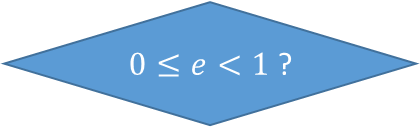 0 ≤ 𝑒 < 1 ?